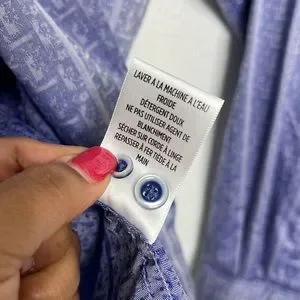 LAVER A LA MACHINE A L'EAU
FROIDE
DÉTERGENT DOUX
NE PAS UTILISER AGENT DE
BLANCHIMENT
SÉCHER SUR CORDE À LINGE
REPASSER À FER TIÈDE À LA
MAIN